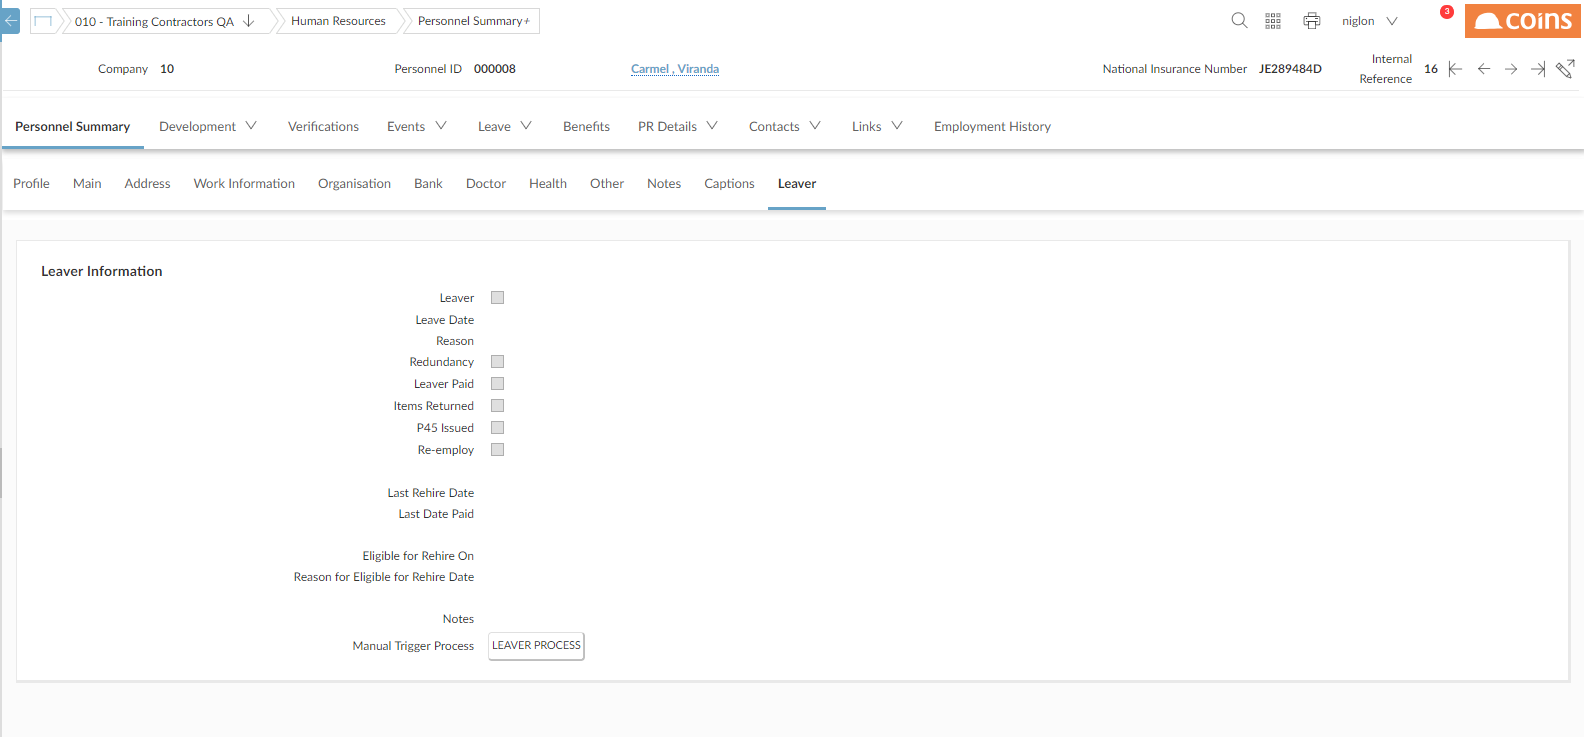 010 - Training Contractors QA
Human Resources
Personnel Summary+
niglon
3
coins
Company 10
Personnel ID 000008
Carmel , Viranda
National Insurance Number JE289484D
Internal
Reference
16
Personnel Summary
Development
Verifications
Events
Leave
Benefits
PR Details
Contacts
Links
Employment History
Profile
Main
Address
Work Information
Organisation
Bank
Doctor
Health
Other
Notes
Captions
Leaver
Leaver Information
Leaver
Leave Date
Reason
Redundancy
Leaver Paid
Items Returned
P45 Issued
Re-employ
Last Rehire Date
Last Date Paid
Eligible for Rehire On
Reason for Eligible for Rehire Date
Notes
Manual Trigger Process LEAVER PROCESS